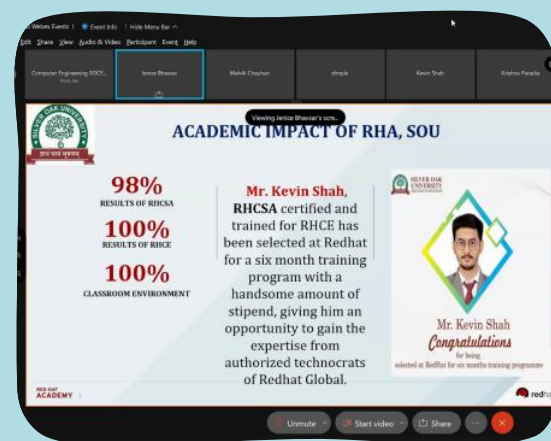 Webex Events | Event Info | Hide Menu Bar
Edit Share View Audio & Video Participant Event Help
Computer Engineering SOCE...
Host, me
Jenice Bhavsar
Malvik Chauhan
dimple
Kevin Shah
Krishna Patadia
Viewing Jenice Bhavsar's scre...
SILVER OAK UNIVERSITY
ACADEMIC IMPACT OF RHA, SOU
98%
RESULTS OF RHCSA
100%
RESULTS OF RHCE
100%
CLASSROOM ENVIRONMENT
Mr. Kevin Shah,
RHCSA certified and
trained for RHCE has
been selected at Redhat
for a six month training
program with a
handsome amount of
stipend, giving him an
opportunity to gain the
expertise from
authorized technocrats
of Redhat Global.
SILVER OAK
UNIVERSITY
Mr. Kevin Shah
Congratulations
for being
selected at RedHat for six months training programme
RED HAT
ACADEMY
redha
Unmute
Start video
Share